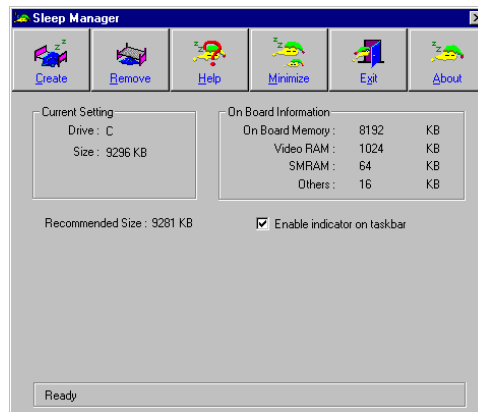 Sleep Manager
Create Remove Help Minimize Exit About
Current Setting
Drive : C
Size : 9296 KB
On Board Information
On Board Memory : 8192 KB
Video RAM : 1024 KB
SMRAM : 64 KB
Others : 16 KB
Recommended Size : 9281 KB
Enable indicator on taskbar
Ready